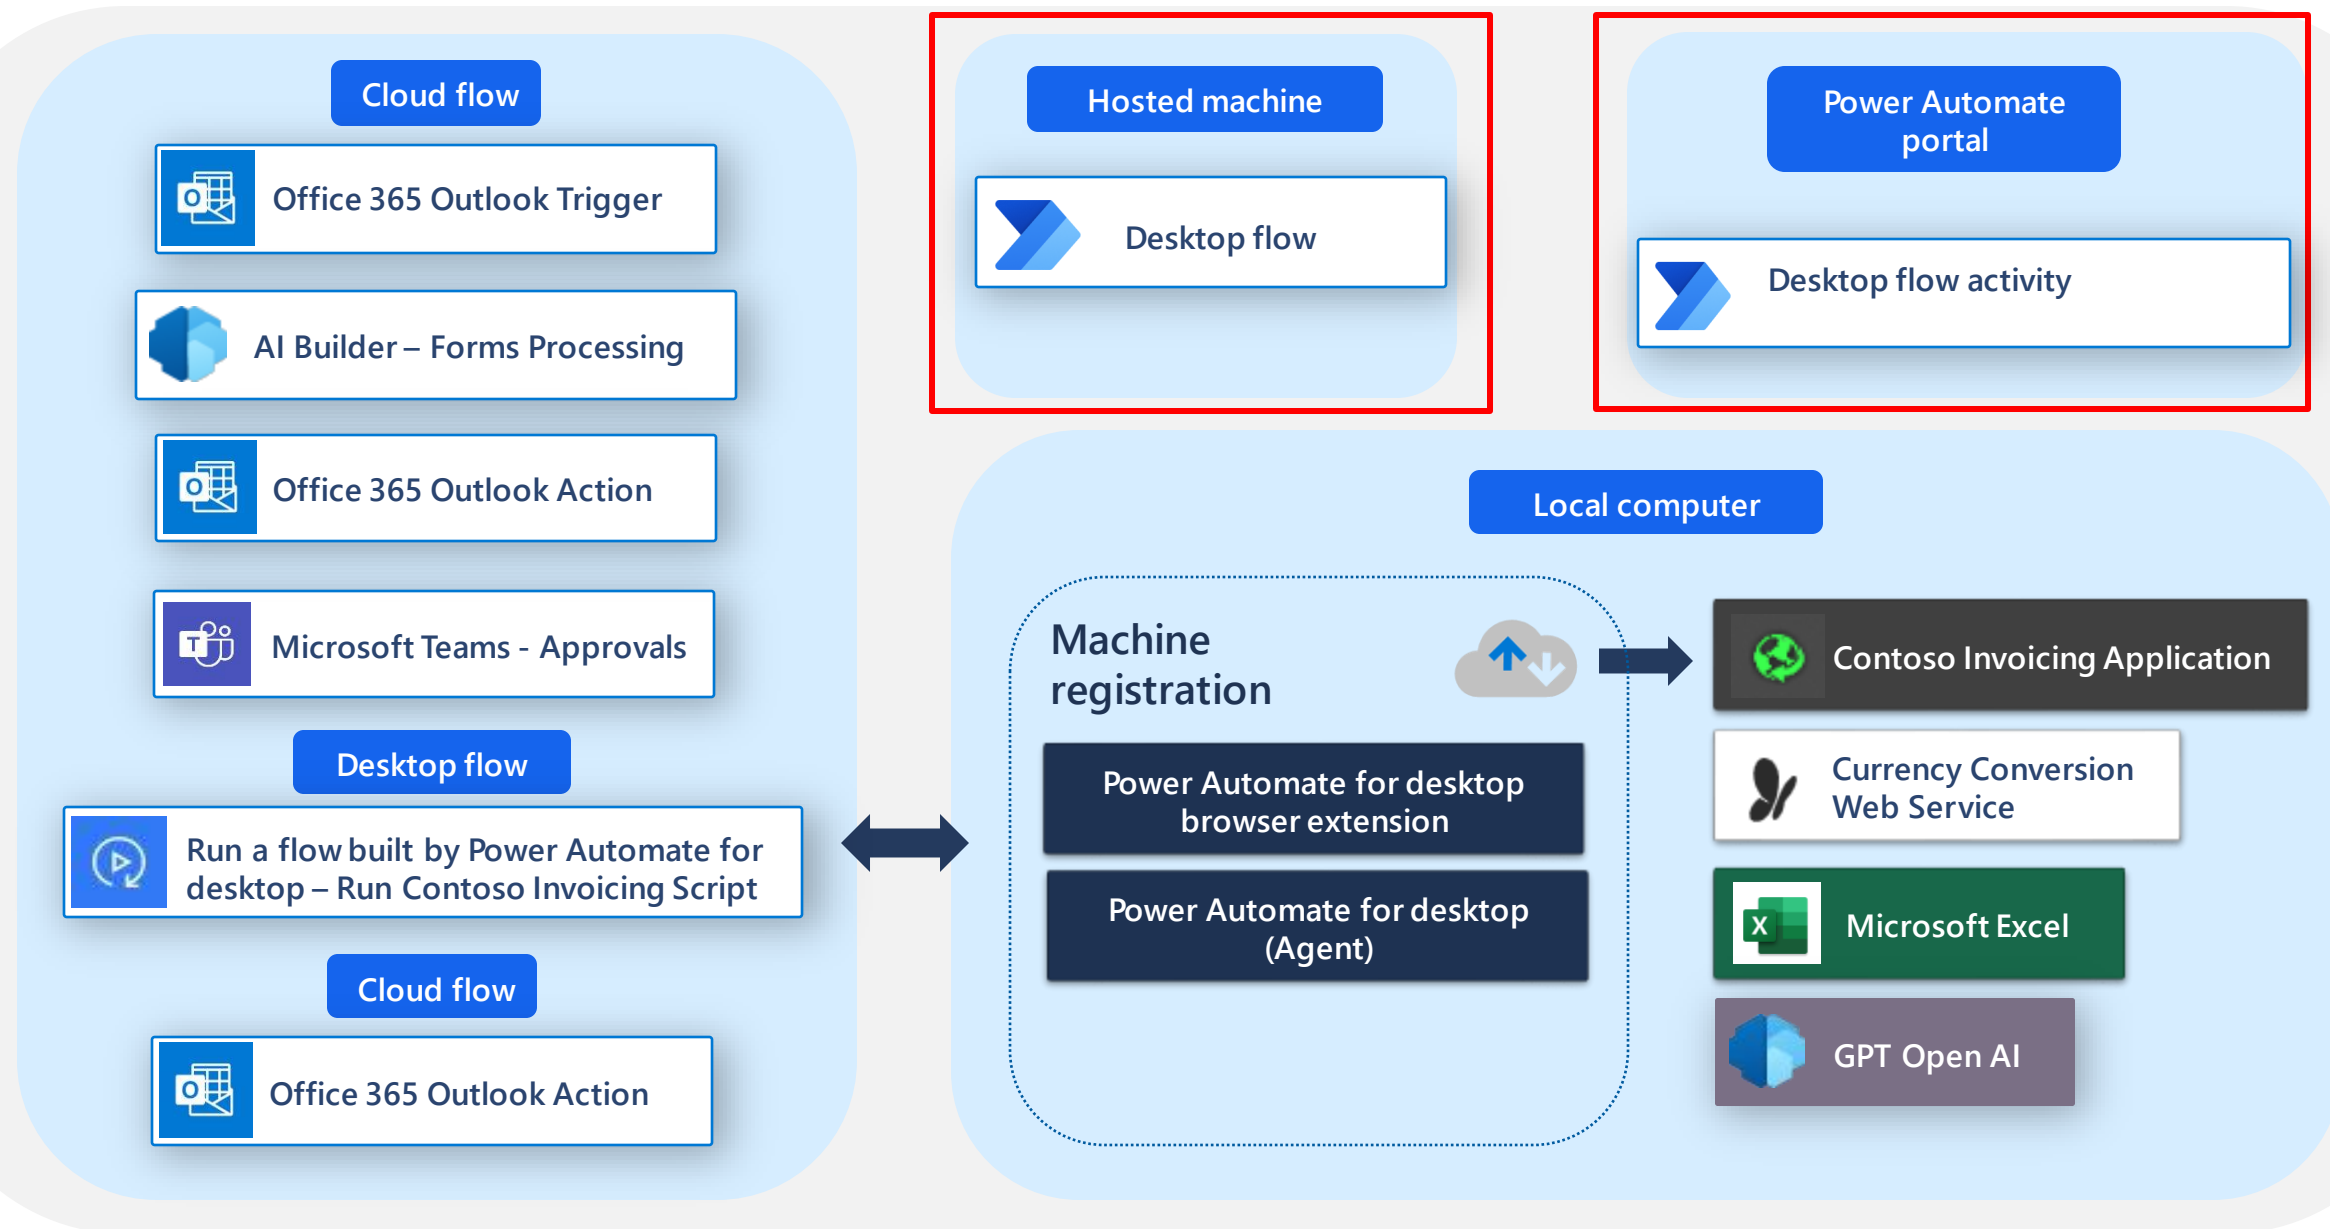 Cloud flow
Office 365 Outlook Trigger
AI Builder – Forms Processing
Office 365 Outlook Action
Microsoft Teams - Approvals
Desktop flow
Run a flow built by Power Automate for
desktop – Run Contoso Invoicing Script
Cloud flow
Office 365 Outlook Action
Hosted machine
Desktop flow
Power Automate
portal
Desktop flow activity
Local computer
Machine
registration
Power Automate for desktop
browser extension
Power Automate for desktop
(Agent)
Contoso Invoicing Application
Currency Conversion
Web Service
Microsoft Excel
GPT Open AI